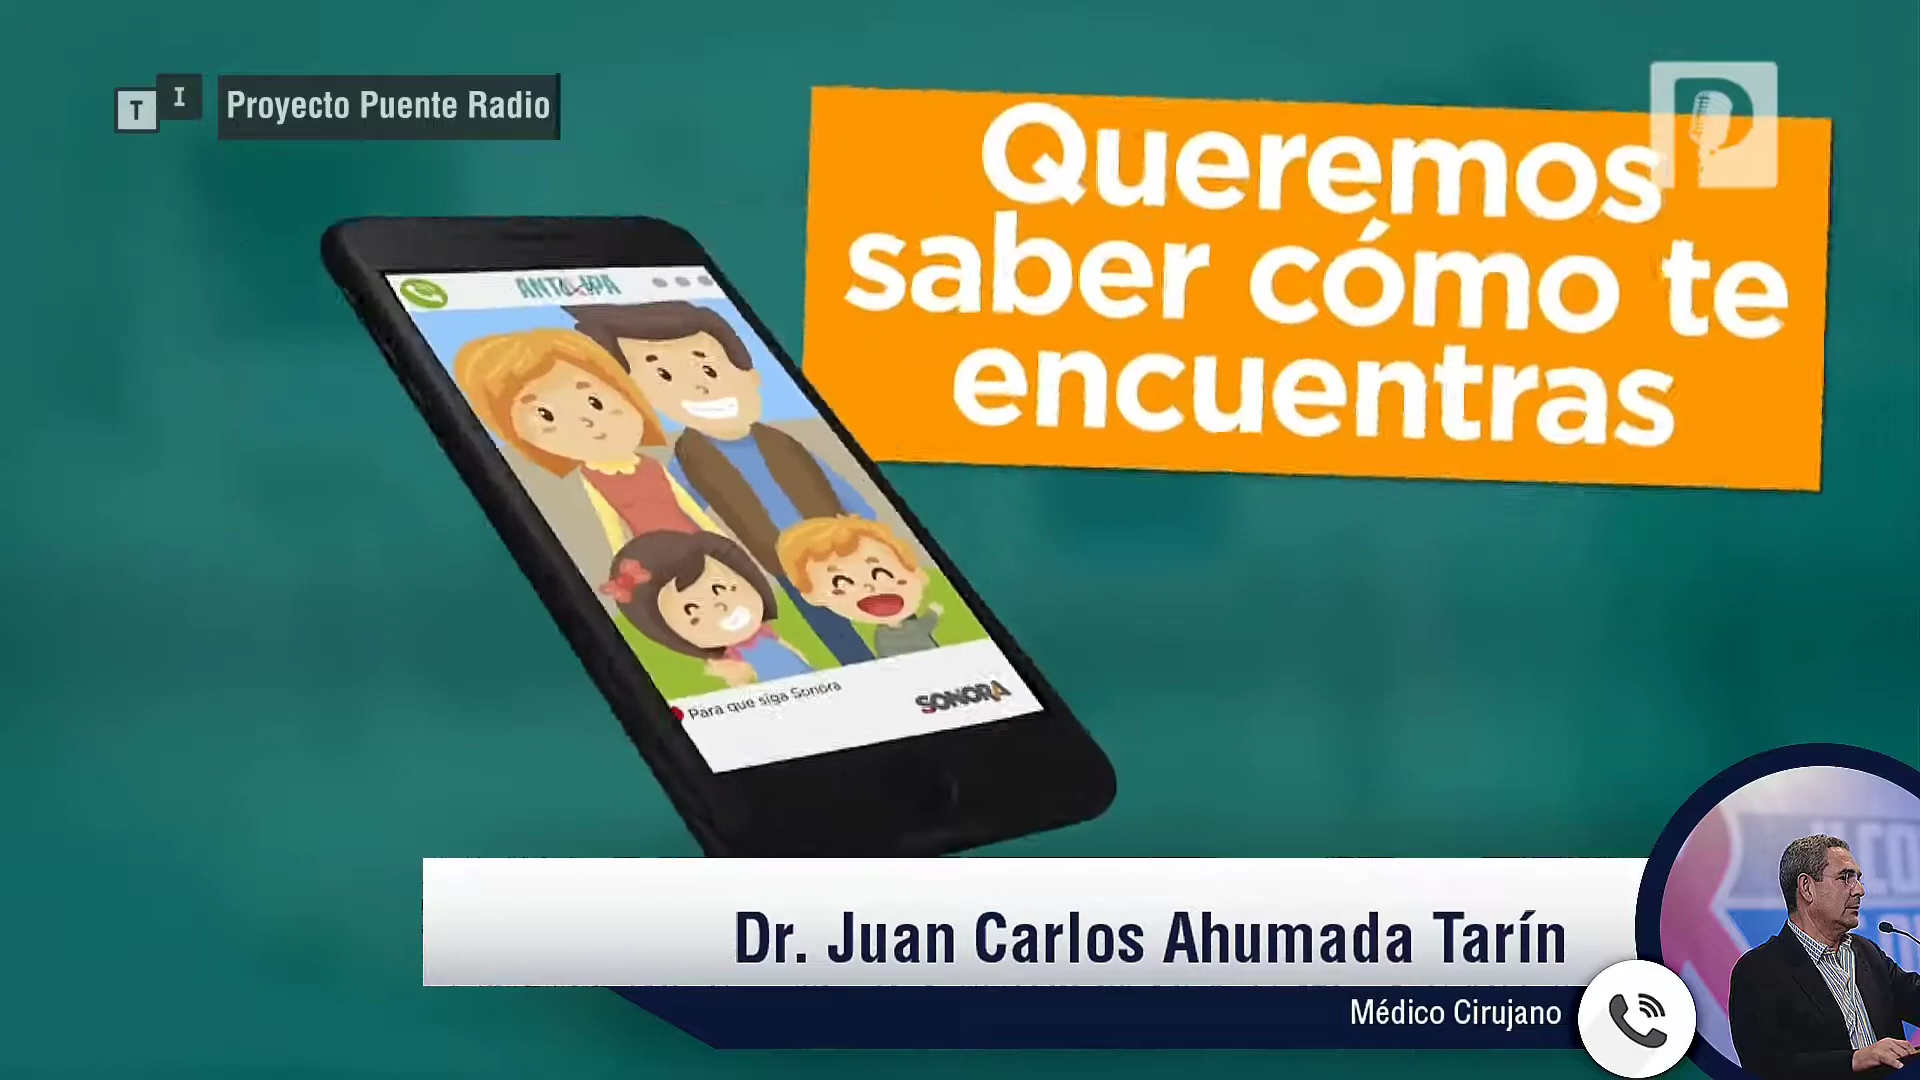 T I Proyecto Puente Radio
Queremos
saber cómo te
encuentras
Para que siga Sonora
SONORA
Dr. Juan Carlos Ahumada Tarín
Médico Cirujano